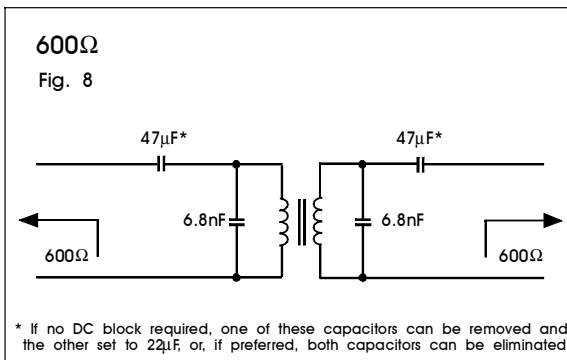 600Ω
Fig. 8
47µF* 47µF*
6.8nF 6.8nF
600Ω 600Ω
* If no DC block required, one of these capacitors can be removed and
the other set to 22µF, or, if preferred, both capacitors can be eliminated